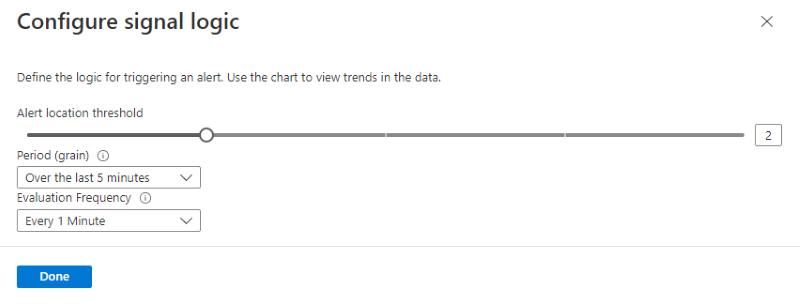 Configure signal logic
Define the logic for triggering an alert. Use the chart to view trends in the data.
Alert location threshold
2
Period (grain)
Over the last 5 minutes
Evaluation Frequency
Every 1 Minute
Done